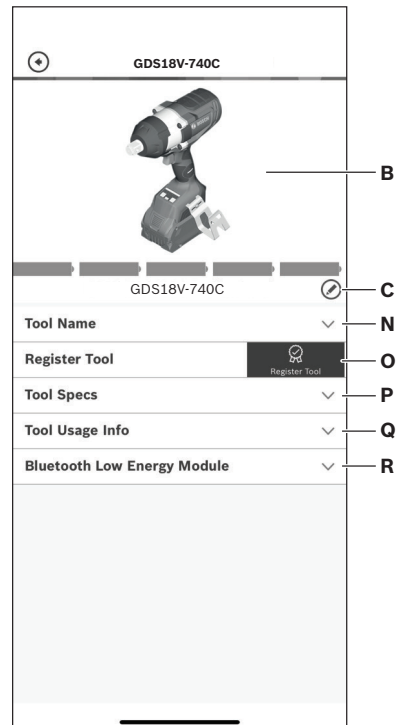 GDS18V-740C
BOSCH
B
GDS18V-740C
C
Tool Name
N
Register Tool
Register Tool
O
Tool Specs
P
Tool Usage Info
Q
Bluetooth Low Energy Module
R